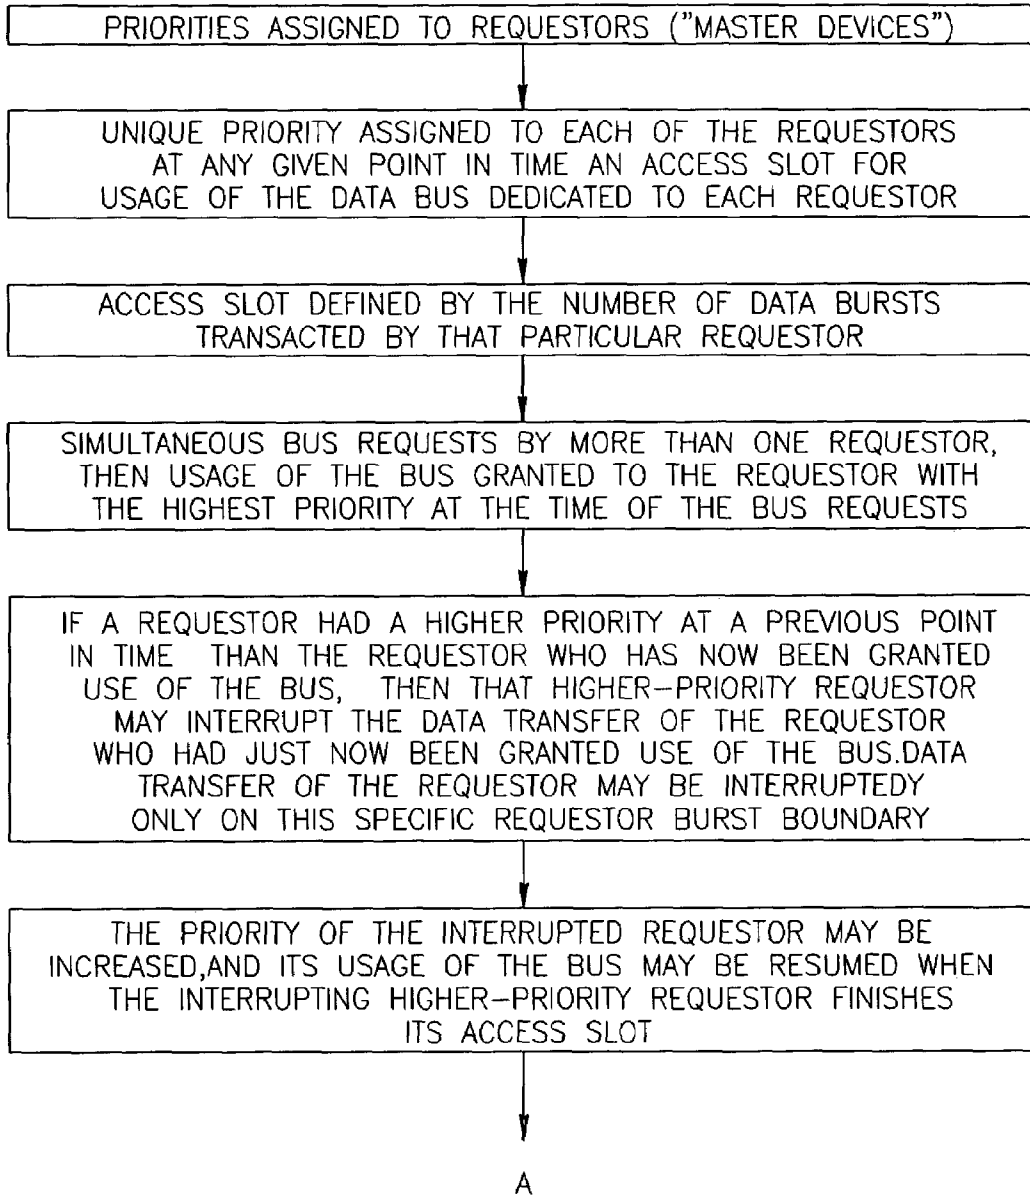 PRIORITIES ASSIGNED TO REQUESTORS ("MASTER DEVICES")
UNIQUE PRIORITY ASSIGNED TO EACH OF THE REQUESTORS
AT ANY GIVEN POINT IN TIME AN ACCESS SLOT FOR
USAGE OF THE DATA BUS DEDICATED TO EACH REQUESTOR
ACCESS SLOT DEFINED BY THE NUMBER OF DATA BURSTS
TRANSACTED BY THAT PARTICULAR REQUESTOR
SIMULTANEOUS BUS REQUESTS BY MORE THAN ONE REQUESTOR,
THEN USAGE OF THE BUS GRANTED TO THE REQUESTOR WITH
THE HIGHEST PRIORITY AT THE TIME OF THE BUS REQUESTS
IF A REQUESTOR HAD A HIGHER PRIORITY AT A PREVIOUS POINT
IN TIME THAN THE REQUESTOR WHO HAS NOW BEEN GRANTED
USE OF THE BUS, THEN THAT HIGHER-PRIORITY REQUESTOR
MAY INTERRUPT THE DATA TRANSFER OF THE REQUESTOR
WHO HAD JUST NOW BEEN GRANTED USE OF THE BUS.DATA
TRANSFER OF THE REQUESTOR MAY BE INTERRUPTEDY
ONLY ON THIS SPECIFIC REQUESTOR BURST BOUNDARY
THE PRIORITY OF THE INTERRUPTED REQUESTOR MAY BE
INCREASED,AND ITS USAGE OF THE BUS MAY BE RESUMED WHEN
THE INTERRUPTING HIGHER-PRIORITY REQUESTOR FINISHES
ITS ACCESS SLOT
A